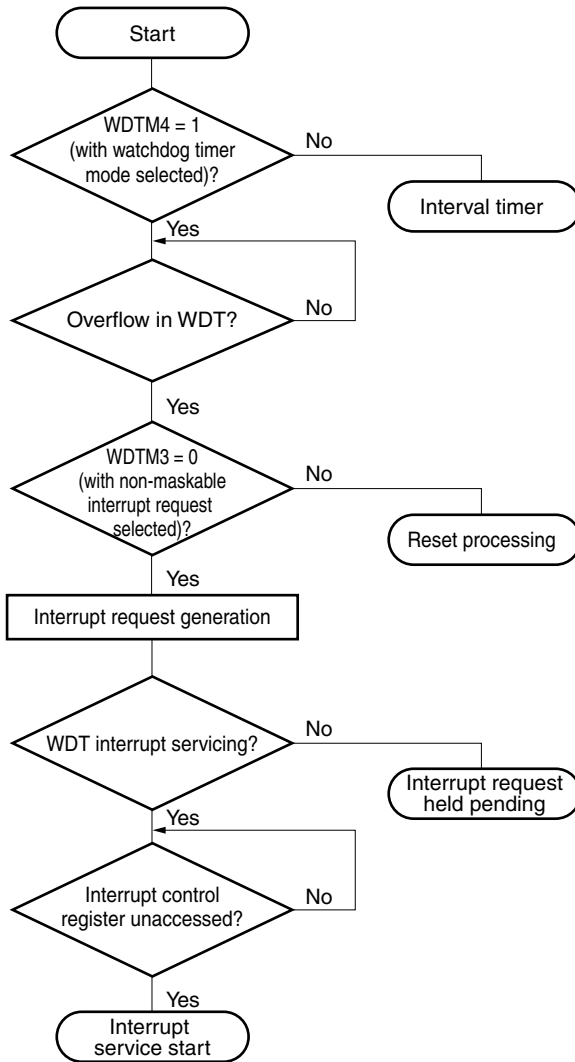 Start
WDTM4 = 1
(with watchdog timer
mode selected)?
No
Interval timer
Yes
Overflow in WDT?
No
Yes
WDTM3 = 0
(with non-maskable
interrupt request
selected)?
No
Reset processing
Yes
Interrupt request generation
WDT interrupt servicing?
No
Interrupt request
held pending
Yes
Interrupt control
register unaccessed?
No
Yes
Interrupt
service start